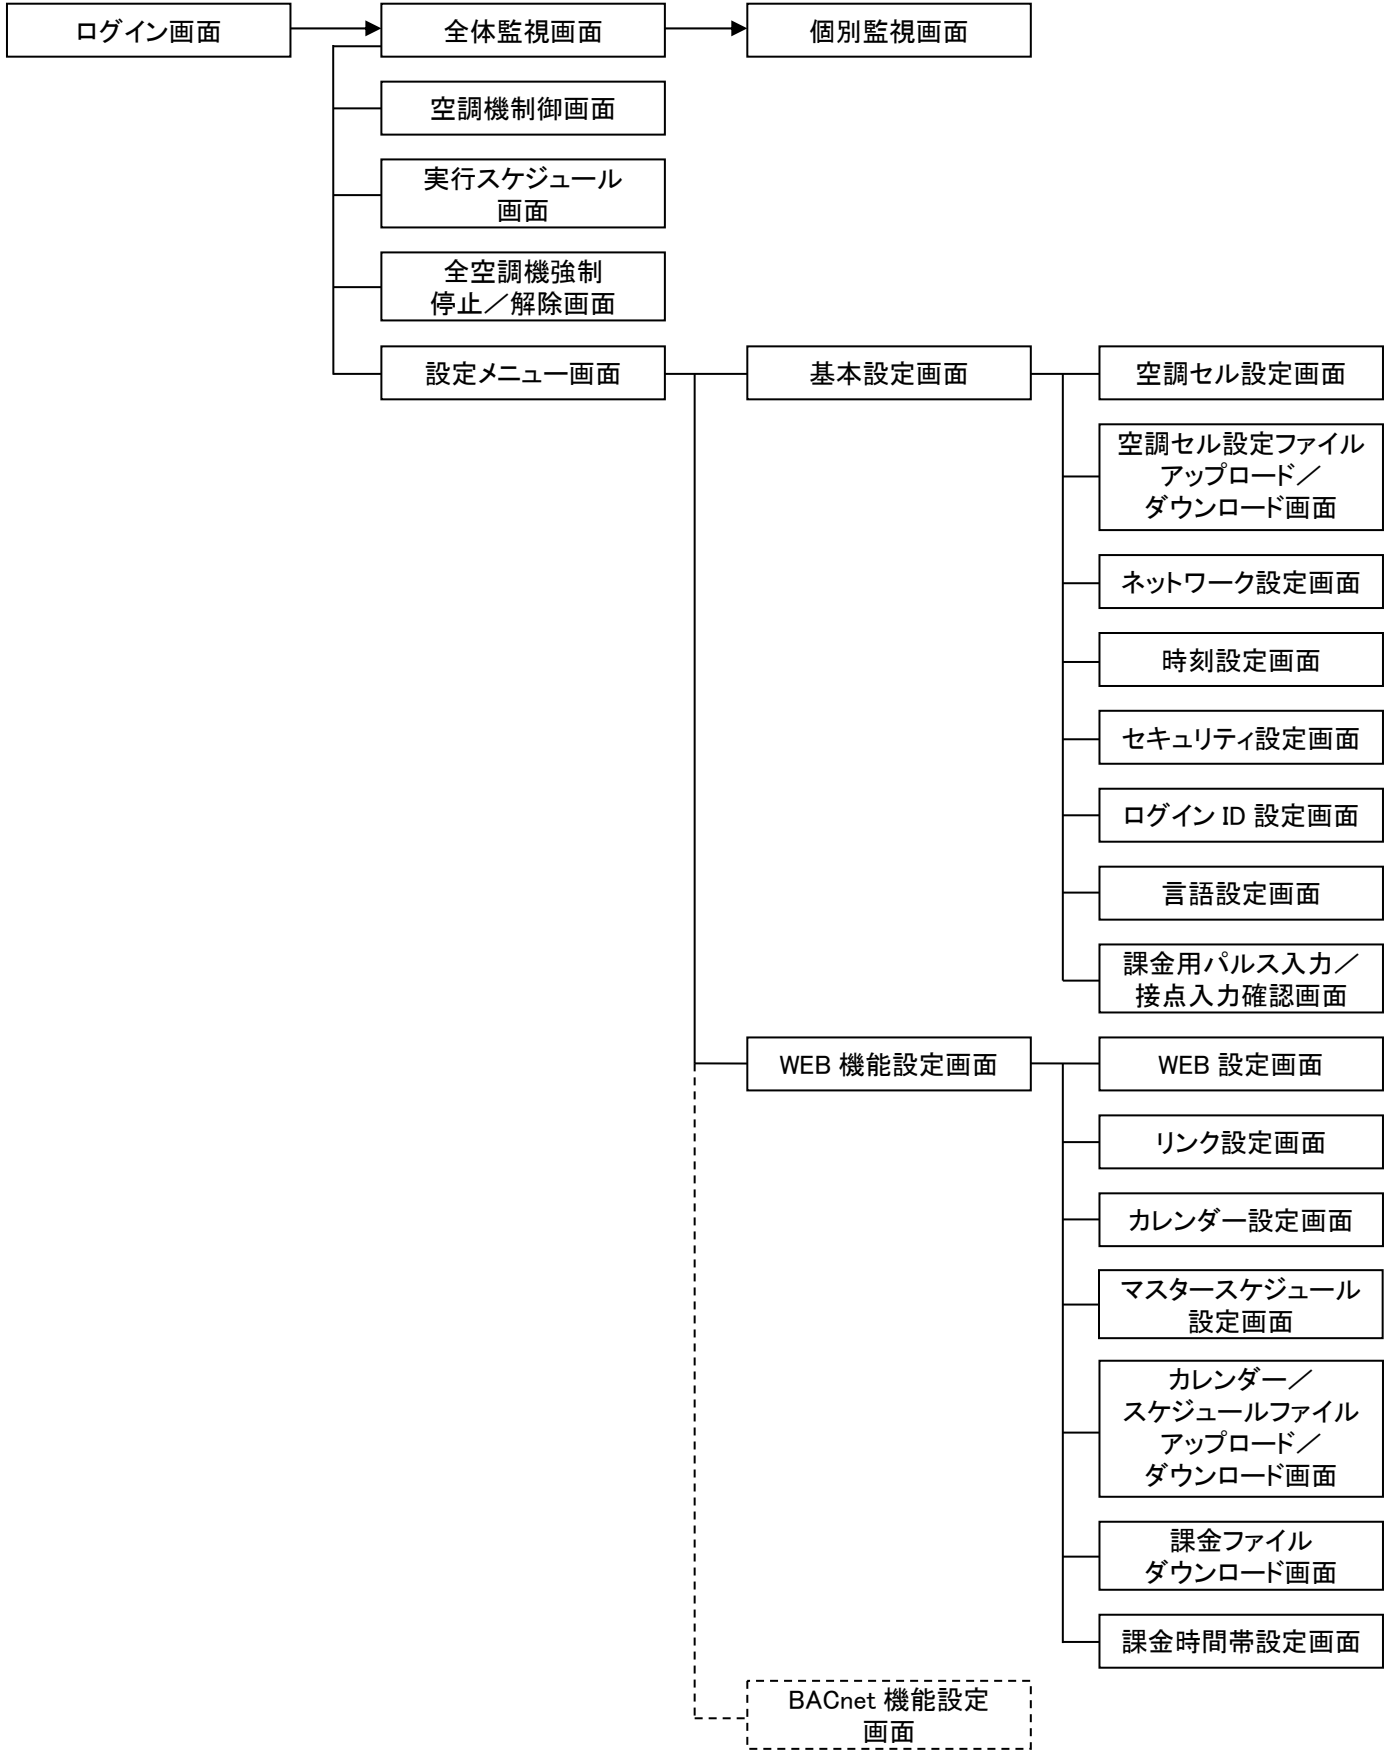 ログイン画面
全体監視画面
個別監視画面
空調機制御画面
実行スケジュール
画面
全空調機強制
停止／解除画面
設定メニュー画面
基本設定画面
空調セル設定画面
空調セル設定ファイル
アップロード／
ダウンロード画面
ネットワーク設定画面
時刻設定画面
セキュリティ設定画面
ログイン ID 設定画面
言語設定画面
課金用パルス入力／
接点入力確認画面
WEB 機能設定画面
WEB 設定画面
リンク設定画面
カレンダー設定画面
マスタースケジュール
設定画面
カレンダー／
スケジュールファイル
アップロード／
ダウンロード画面
課金ファイル
ダウンロード画面
課金時間帯設定画面
BACnet 機能設定
画面